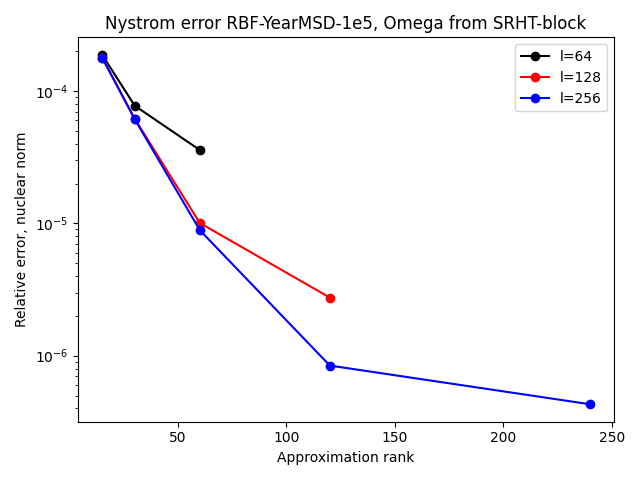 Nystrom error RBF-YearMSD-1e5, Omega from SRHT-block
l=64
l=128
l=256
Relative error, nuclear norm
10⁻⁴
10⁻⁵
10⁻⁶
50 100 150 200 250
Approximation rank